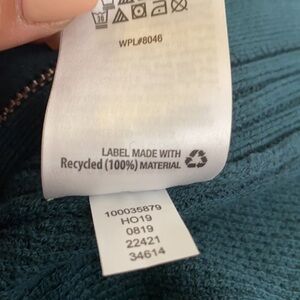 WPL#8046
LABEL MADE WITH
Recycled (100%) MATERIAL
100035879
HO19
0819
22421
34614